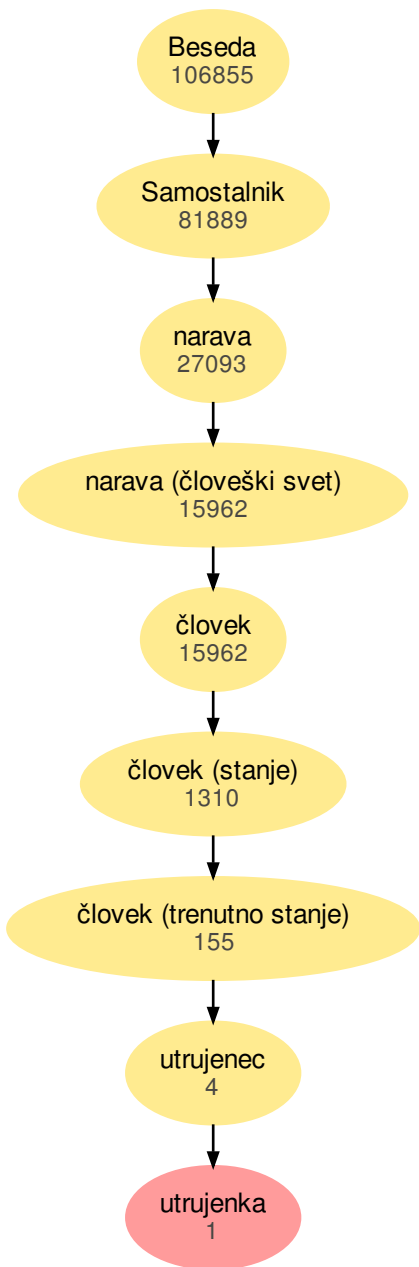 Beseda
106855
Samostalnik
81889
narava
27093
narava (človeški svet)
15962
človek
15962
človek (stanje)
1310
človek (trenutno stanje)
155
utrujenec
4
utrujenka
1